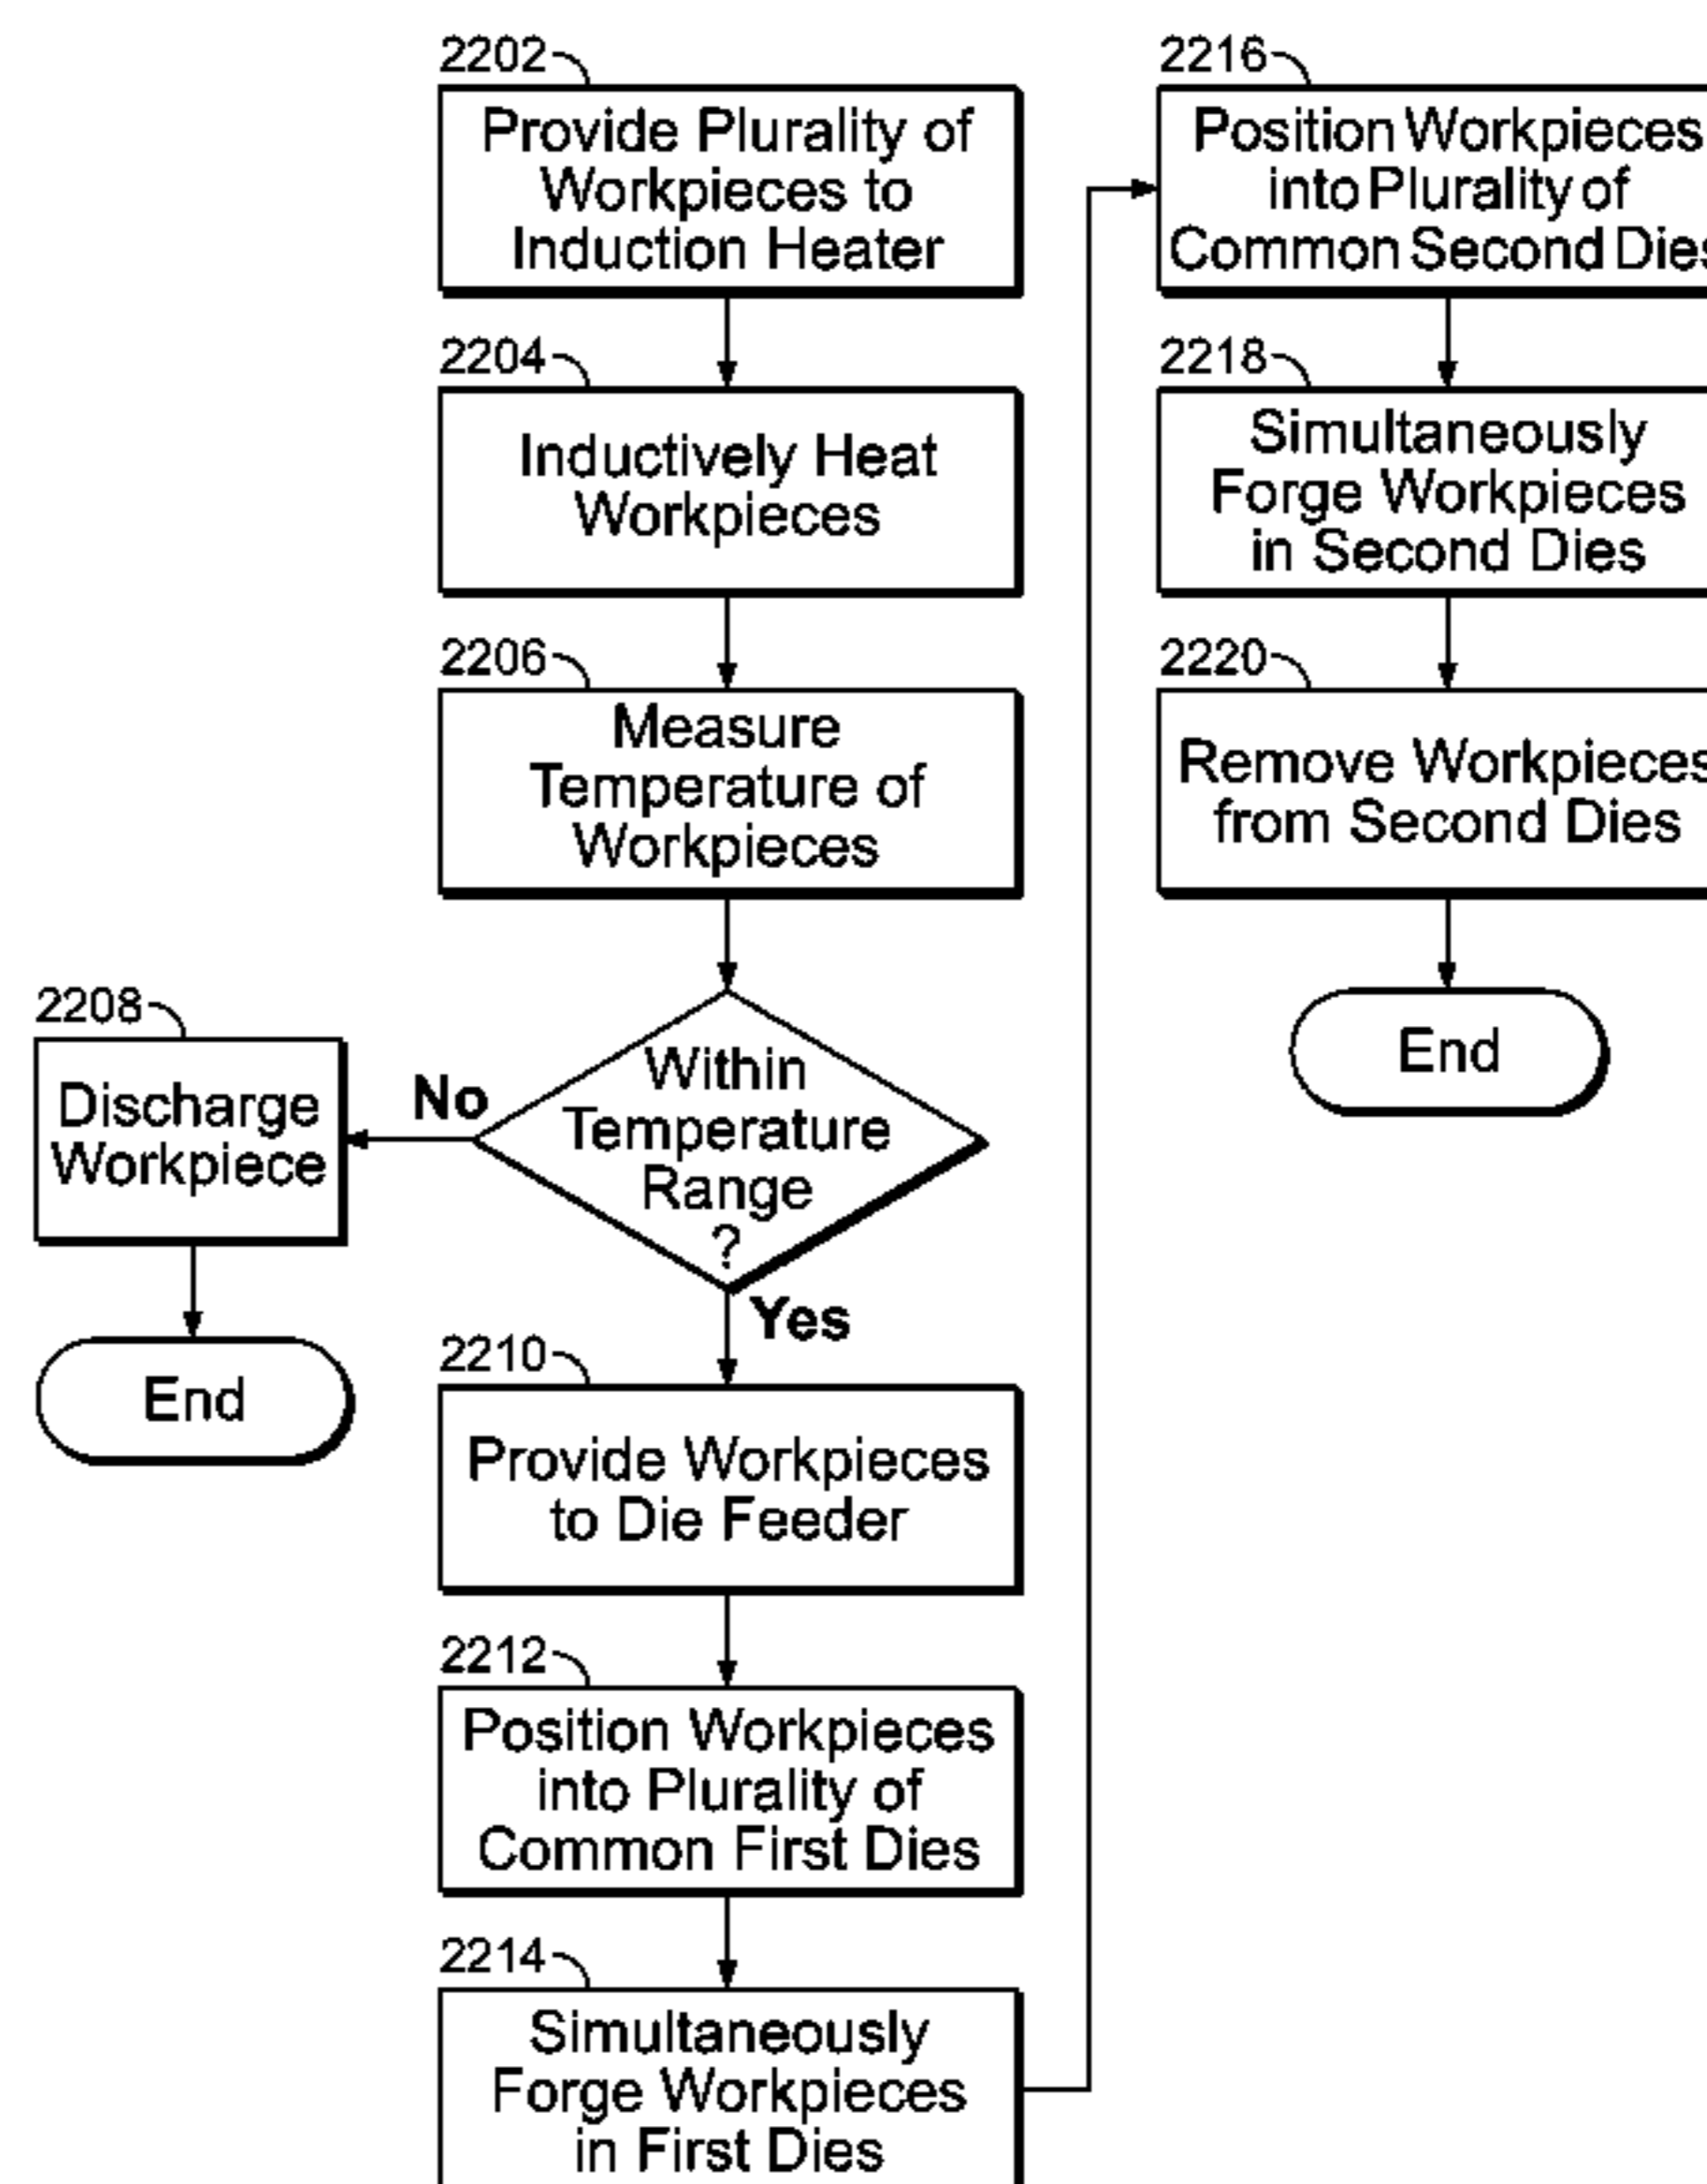 2202
Provide Plurality of
Workpieces to
Induction Heater
2204
Inductively Heat
Workpieces
2206
Measure
Temperature of
Workpieces
Within
Temperature
Range
?
No
2208
Discharge
Workpiece
End
Yes
2210
Provide Workpieces
to Die Feeder
2212
Position Workpieces
into Plurality of
Common First Dies
2214
Simultaneously
Forge Workpieces
in First Dies
2216
Position Workpieces
into Plurality of
Common Second Dies
2218
Simultaneously
Forge Workpieces
in Second Dies
2220
Remove Workpieces
from Second Dies
End